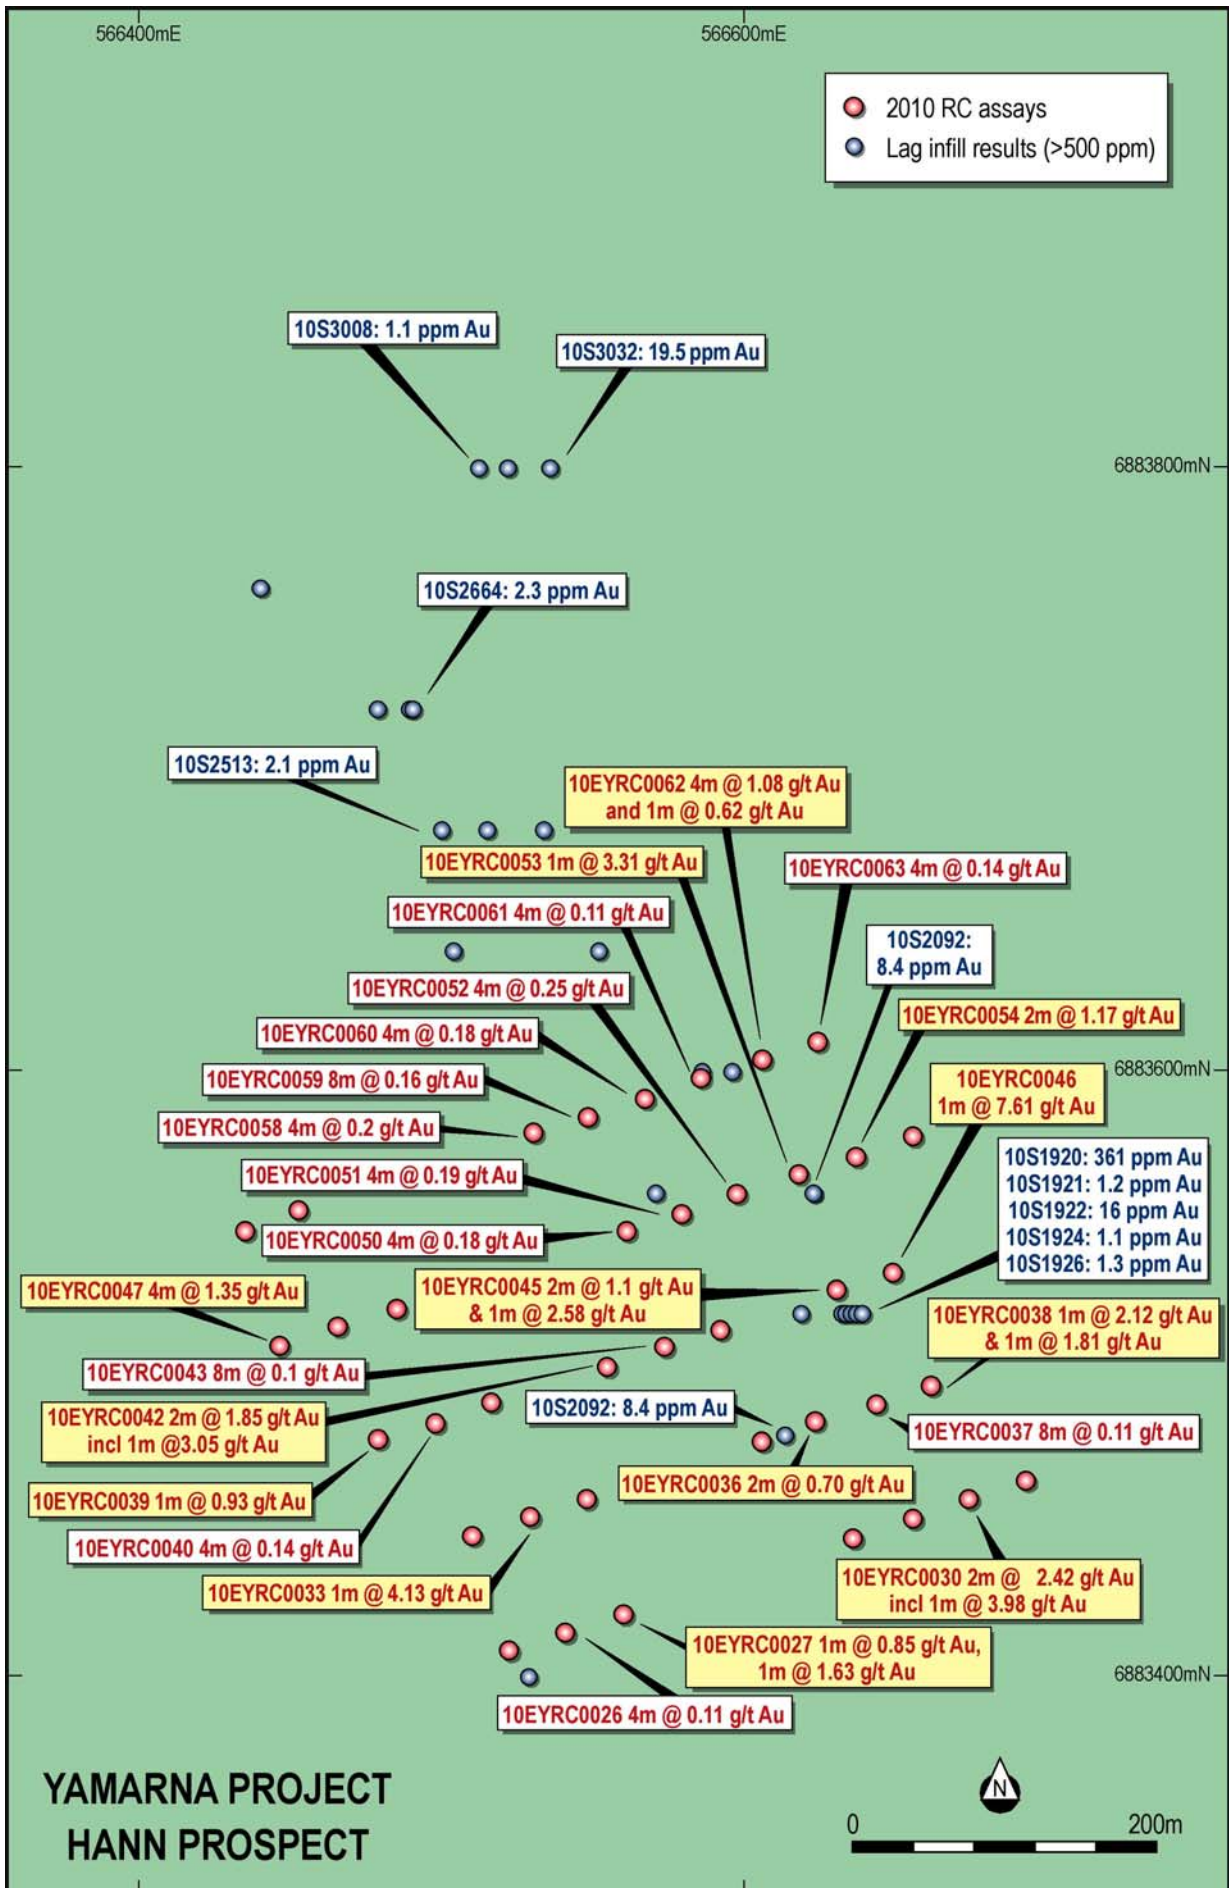 566400mE
566600mE
2010 RC assays
Lag infill results (>500 ppm)
10S3008: 1.1 ppm Au
10S3032: 19.5 ppm Au
6883800mN
10S2664: 2.3 ppm Au
10S2513: 2.1 ppm Au
10EYRC0062 4m @ 1.08 g/t Au
and 1m @ 0.62 g/t Au
10EYRC0053 1m @ 3.31 g/t Au
10EYRC0063 4m @ 0.14 g/t Au
10EYRC0061 4m @ 0.11 g/t Au
10S2092:
8.4 ppm Au
10EYRC0052 4m @ 0.25 g/t Au
10EYRC0054 2m @ 1.17 g/t Au
10EYRC0060 4m @ 0.18 g/t Au
6883600mN
10EYRC0059 8m @ 0.16 g/t Au
10EYRC0046
1m @ 7.61 g/t Au
10EYRC0058 4m @ 0.2 g/t Au
10S1920: 361 ppm Au
10S1921: 1.2 ppm Au
10S1922: 16 ppm Au
10S1924: 1.1 ppm Au
10S1926: 1.3 ppm Au
10EYRC0051 4m @ 0.19 g/t Au
10EYRC0050 4m @ 0.18 g/t Au
10EYRC0047 4m @ 1.35 g/t Au
10EYRC0045 2m @ 1.1 g/t Au
& 1m @ 2.58 g/t Au
10EYRC0038 1m @ 2.12 g/t Au
& 1m @ 1.81 g/t Au
10EYRC0043 8m @ 0.1 g/t Au
10EYRC0042 2m @ 1.85 g/t Au
incl 1m @3.05 g/t Au
10S2092: 8.4 ppm Au
10EYRC0037 8m @ 0.11 g/t Au
10EYRC0036 2m @ 0.70 g/t Au
10EYRC0039 1m @ 0.93 g/t Au
10EYRC0040 4m @ 0.14 g/t Au
10EYRC0033 1m @ 4.13 g/t Au
10EYRC0030 2m @ 2.42 g/t Au
incl 1m @ 3.98 g/t Au
10EYRC0027 1m @ 0.85 g/t Au,
1m @ 1.63 g/t Au
6883400mN
10EYRC0026 4m @ 0.11 g/t Au
YAMARNA PROJECT
HANN PROSPECT
N
0 200m